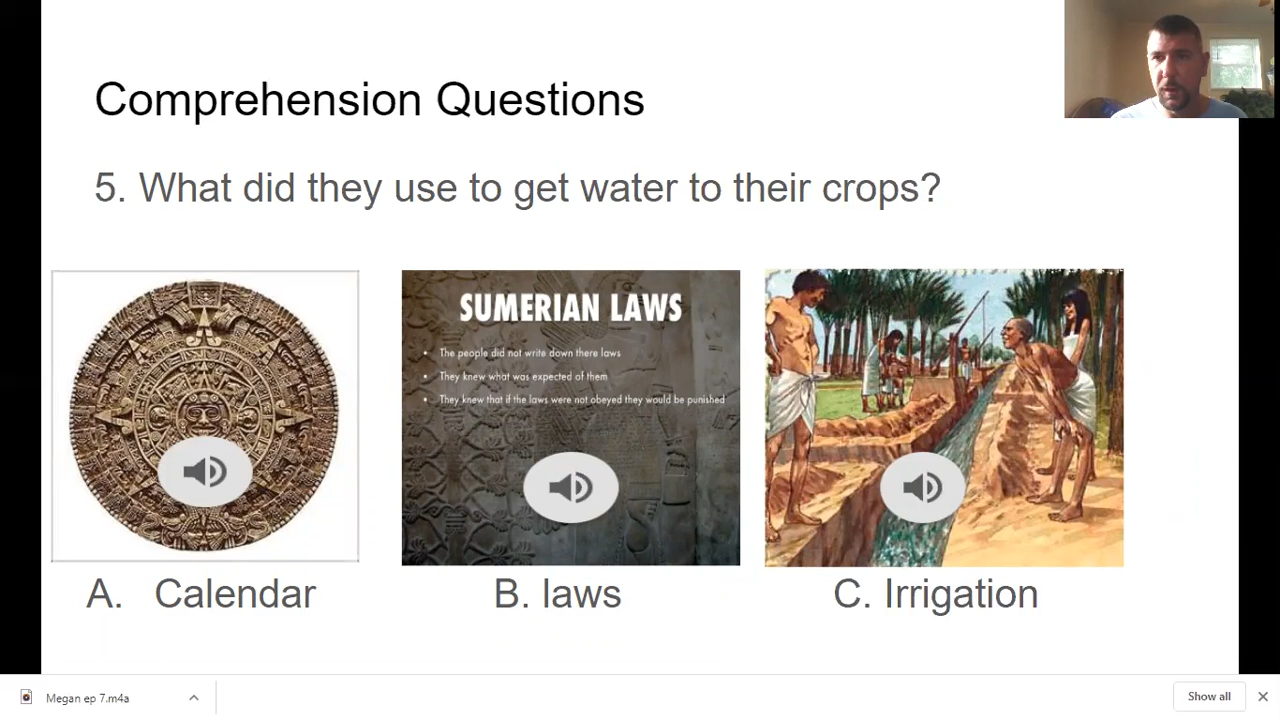 Comprehension Questions
5. What did they use to get water to their crops?
SUMERIAN LAWS
• The people did not write down there laws
• They knew what was expected of them
• They knew that if the laws were not obeyed they would be punished
A. Calendar
B. laws
C. Irrigation
Megan ep 7.m4a
Show all